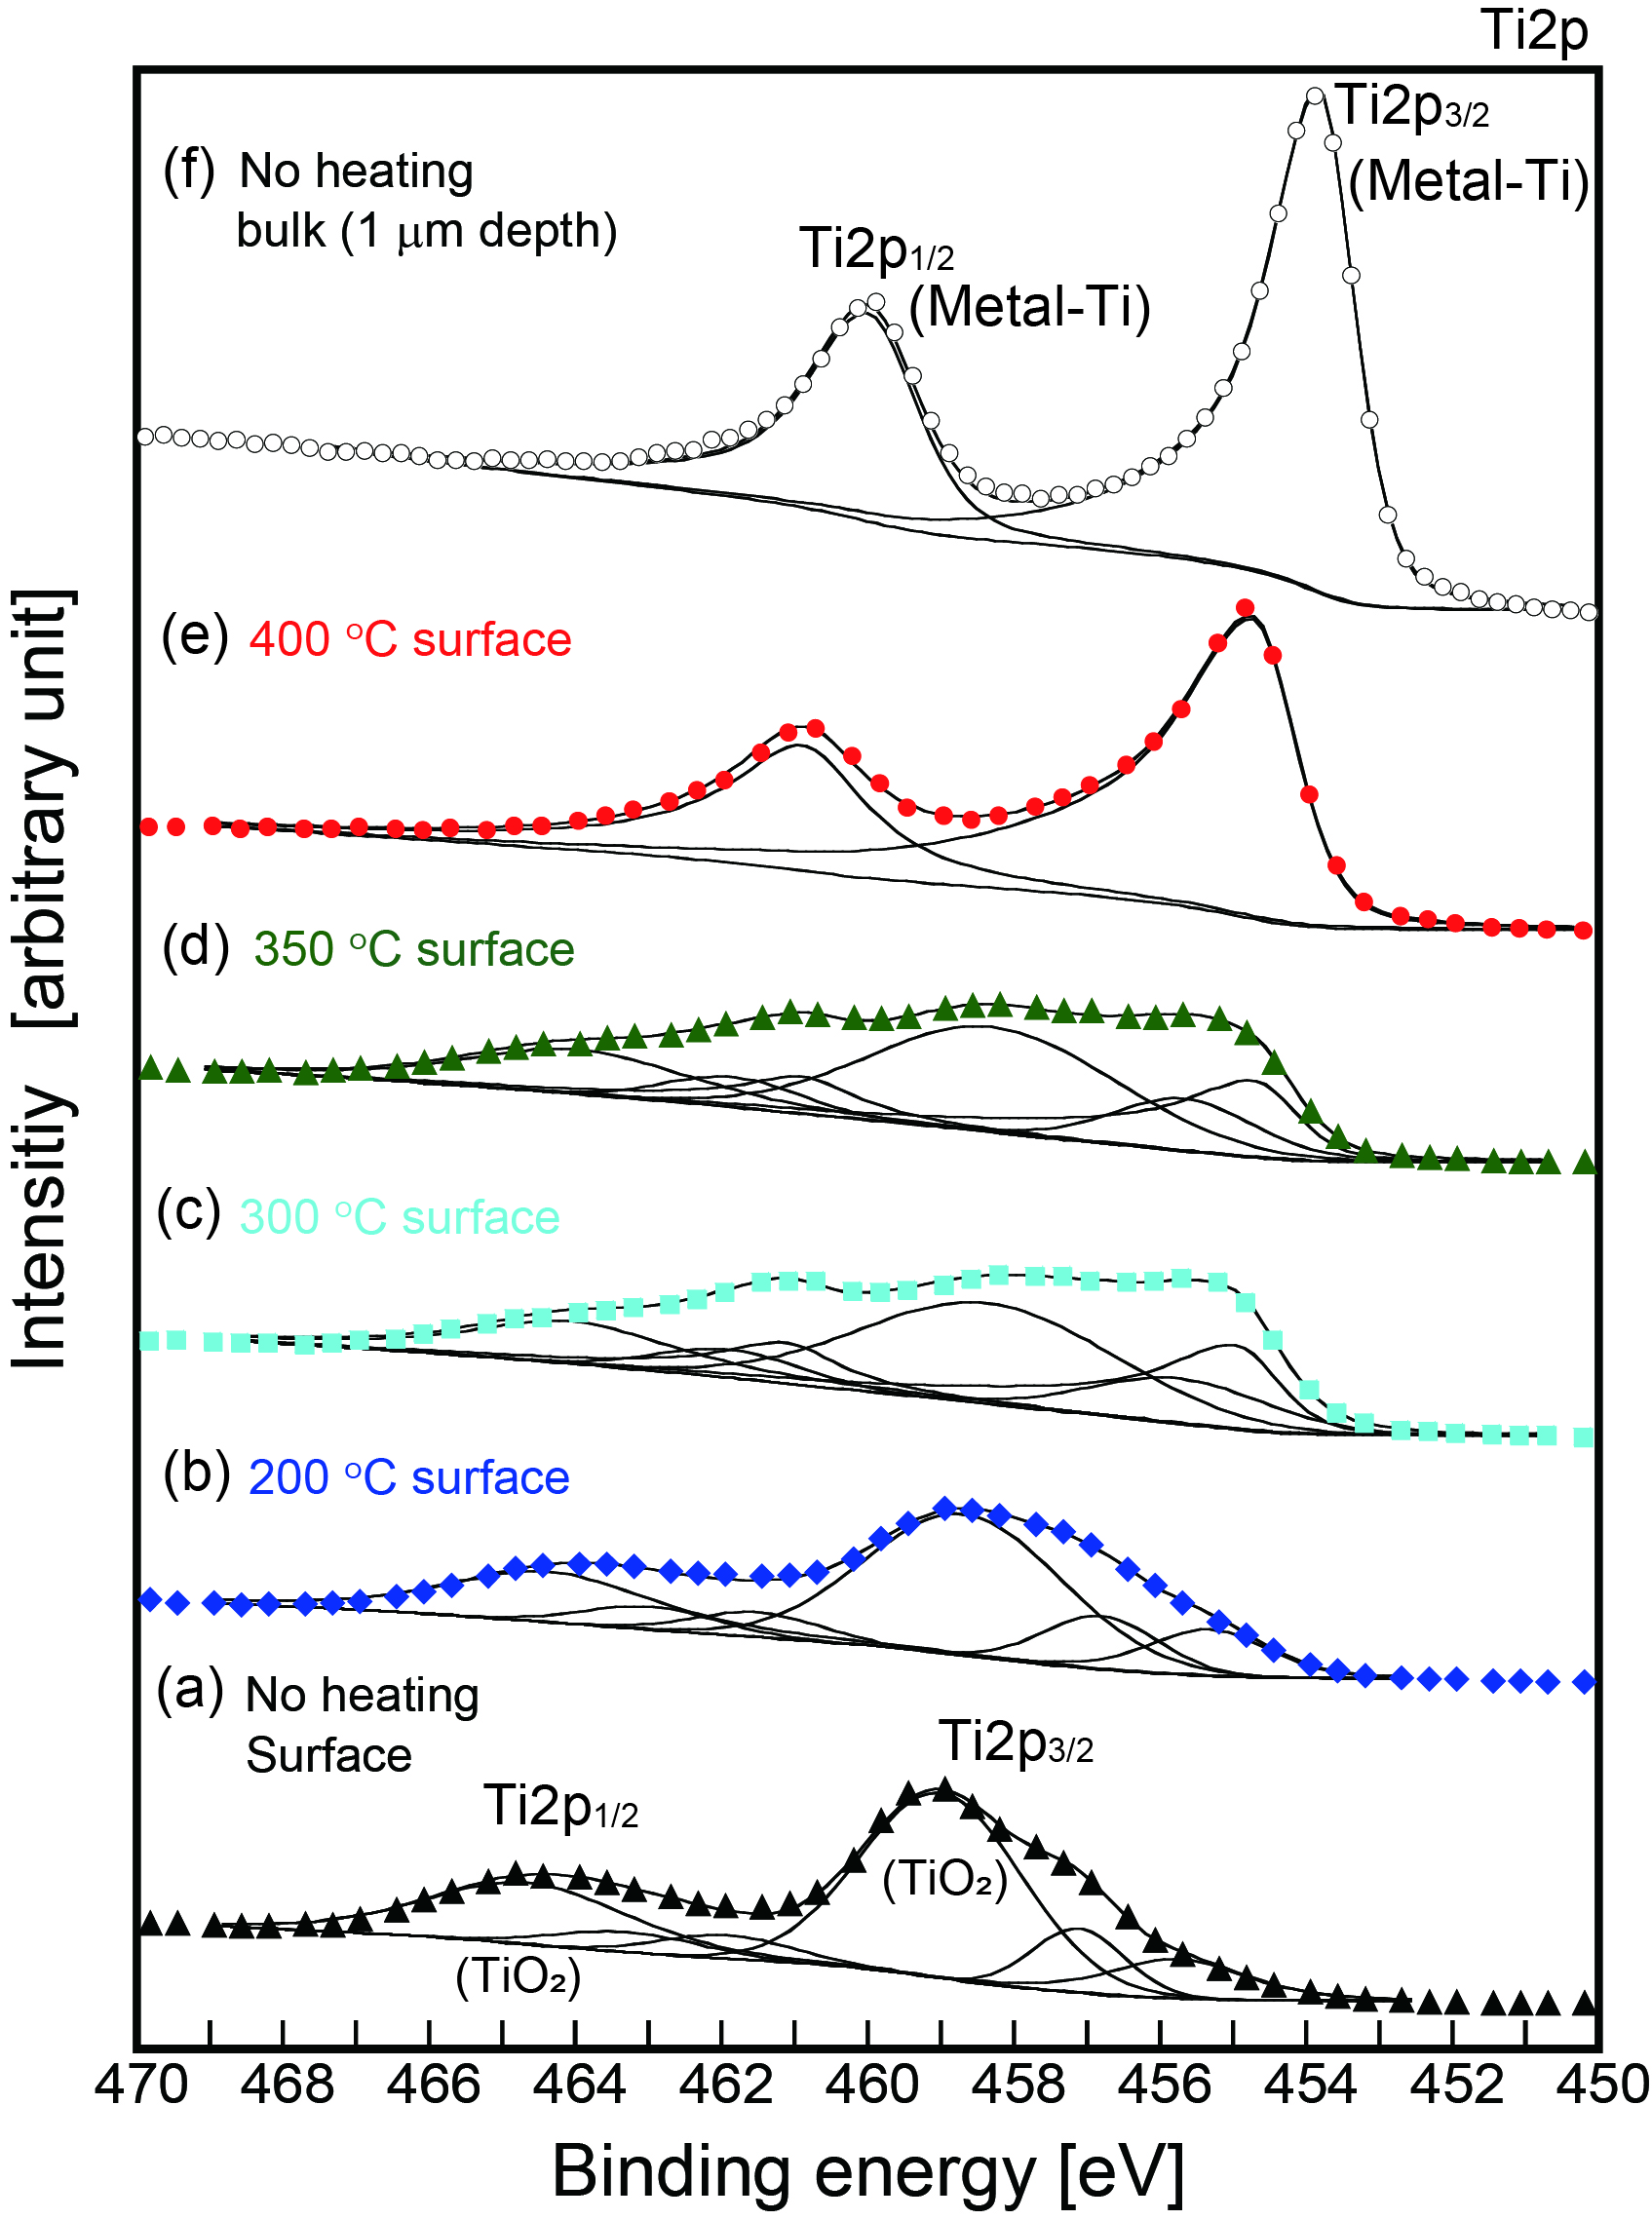 Ti2p
Ti2p3/2
(Metal-Ti)
(f) No heating
bulk (1 μm depth)
Ti2p1/2
(Metal-Ti)
(e) 400 °C surface
(d) 350 °C surface
(c) 300 °C surface
(b) 200 °C surface
(a) No heating
Surface
Ti2p3/2
(TiO₂)
Ti2p1/2
(TiO₂)
470 468 466 464 462 460 458 456 454 452 450
Binding energy [eV]
Intensitiy [arbitrary unit]